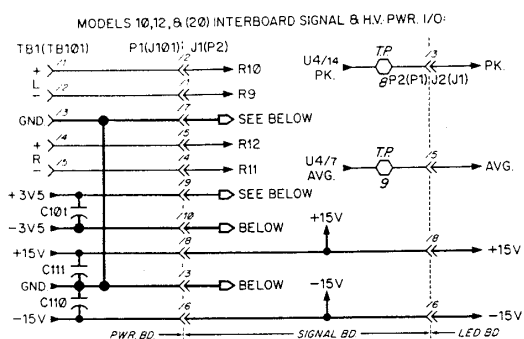 MODELS 10,12,&(20) INTERBOARD SIGNAL & H.V. PWR. I/O:
TB1(TB101) P1(J101) J1(P2)
+ /1 /2 R10
L
- /2 /1 R9
GND /3 /7 SEE BELOW
+ /4 /5 R12
R
- /5 /4 R11
+3V5 /9 SEE BELOW
C101
-3V5 /10 BELOW
+15V /8 +15V /8 +15V
C111
GND /3 BELOW
C110
-15V /6 -15V /6 -15V
PWR. BD SIGNAL BD LED BD
U4/14 T.P. /3
PK. 8 P2(P1) J2(J1) PK.
U4/7 T.P. /5
AVG. 9 AVG.